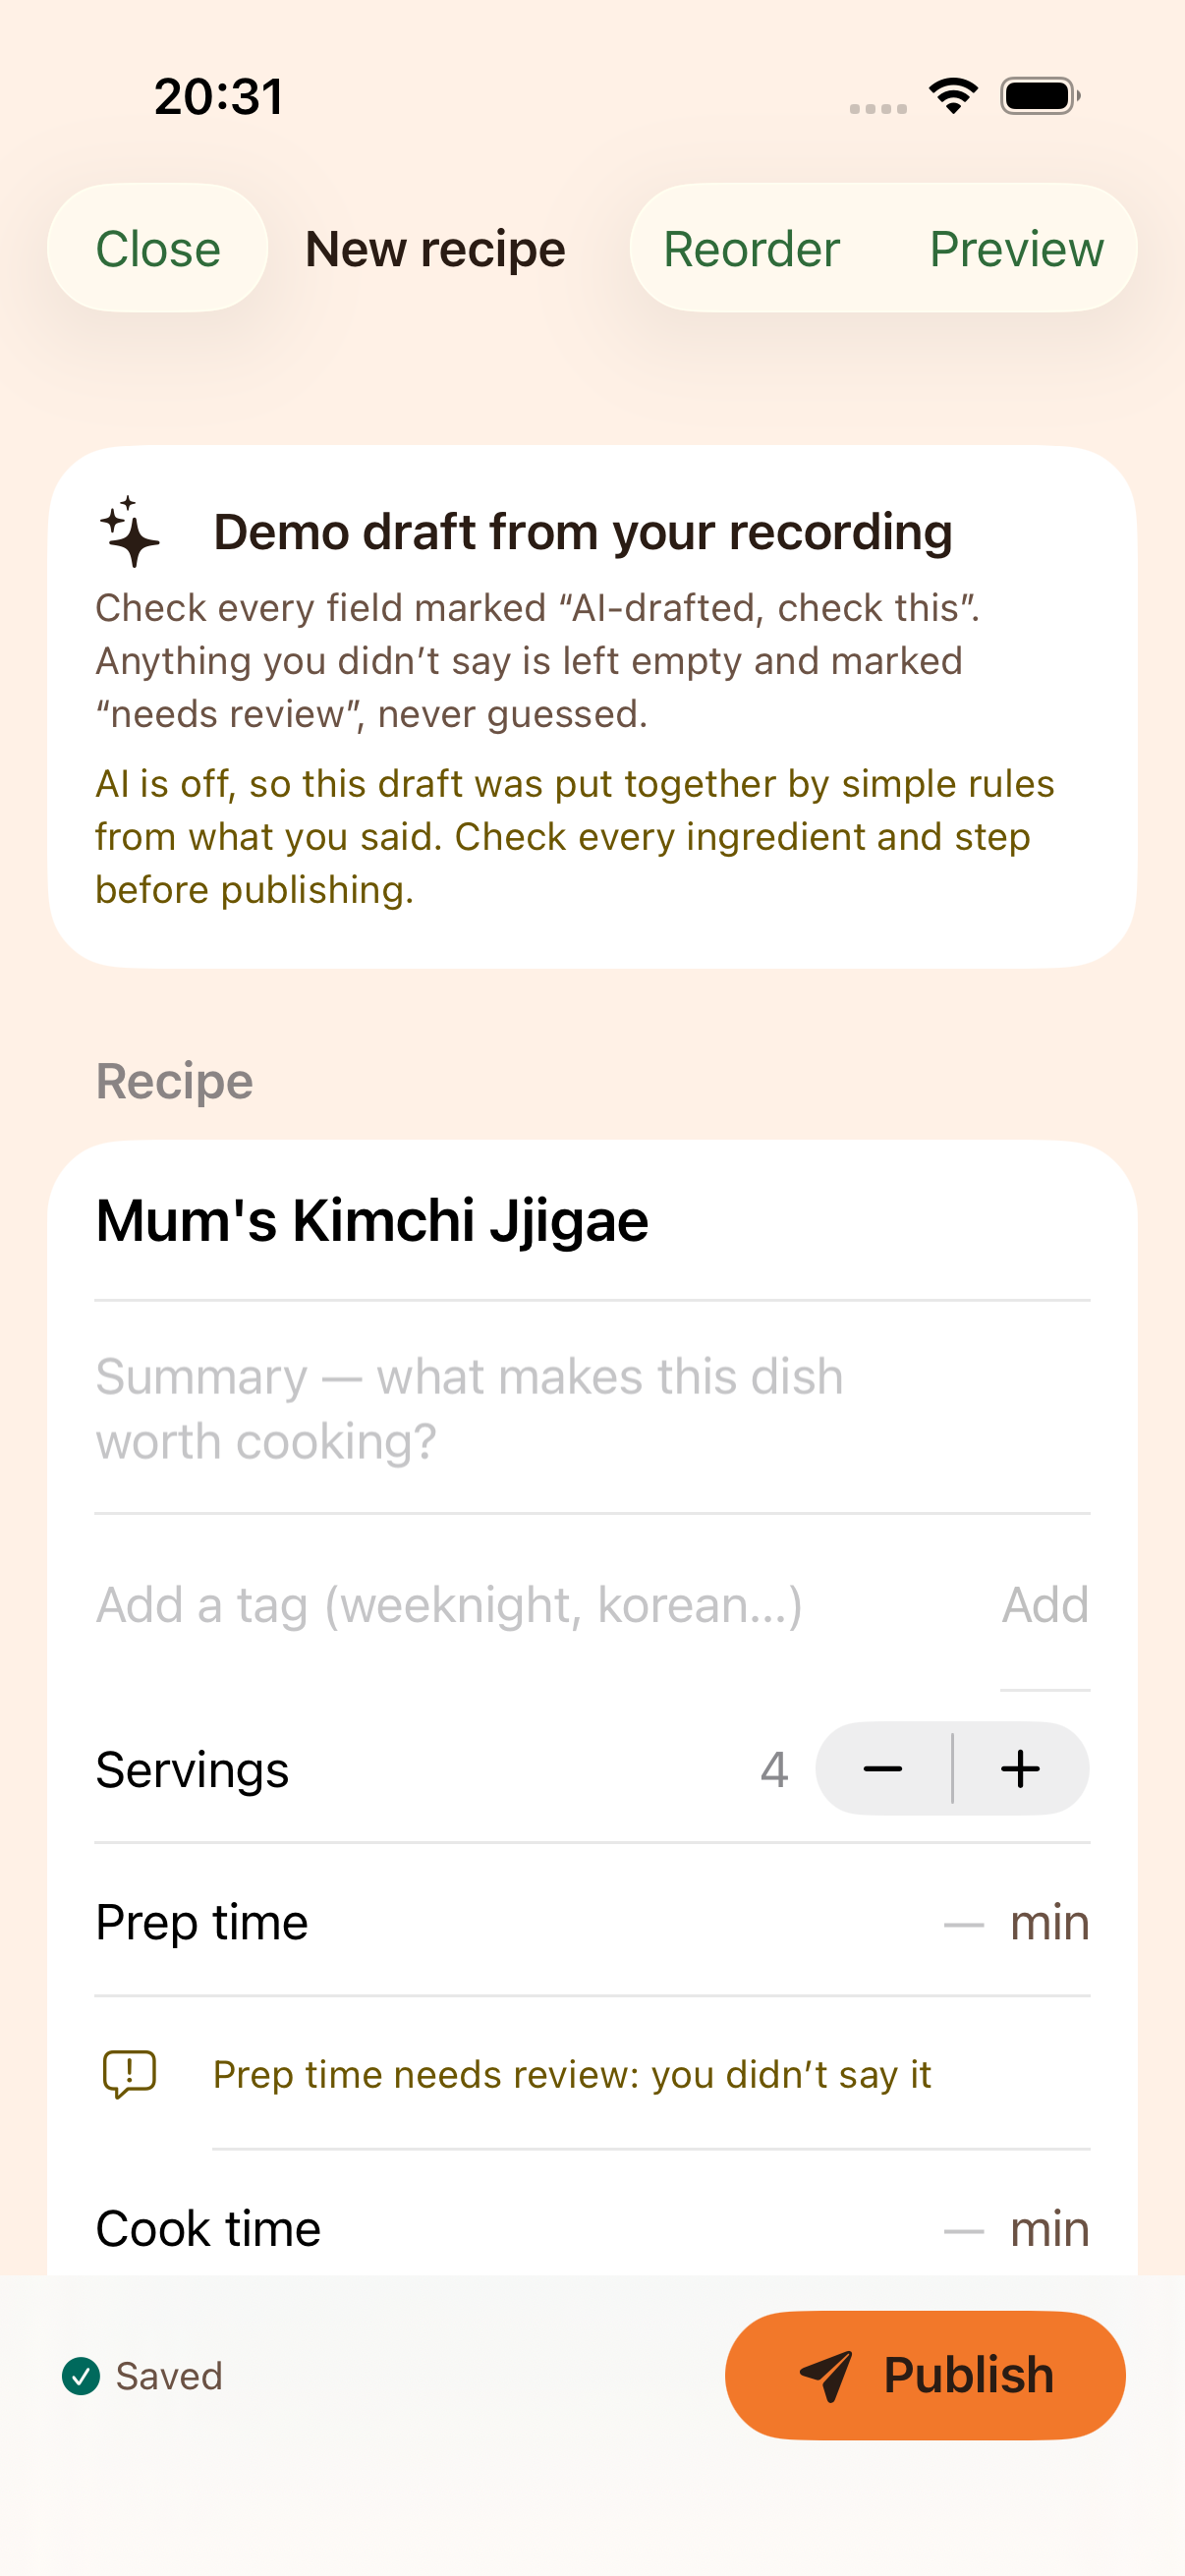 20:31
Close
New recipe
Reorder
Preview
Demo draft from your recording
Check every field marked “AI-drafted, check this”.
Anything you didn’t say is left empty and marked
“needs review”, never guessed.
AI is off, so this draft was put together by simple rules
from what you said. Check every ingredient and step
before publishing.
Recipe
Mum's Kimchi Jjigae
Summary — what makes this dish
worth cooking?
Add a tag (weeknight, korean…)
Add
Servings
4
Prep time
— min
Prep time needs review: you didn’t say it
Cook time
— min
Saved
Publish